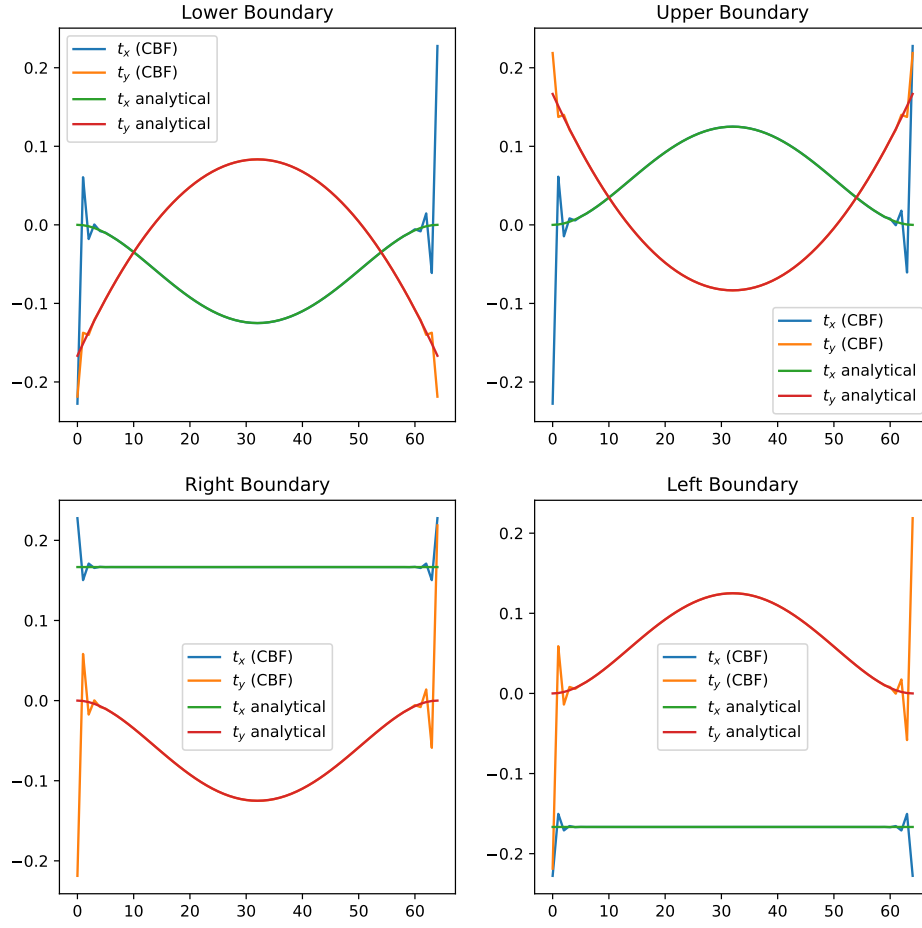 Lower Boundary
t_x (CBF)
t_y (CBF)
t_x analytical
t_y analytical
0.2
0.1
0.0
−0.1
−0.2
0 10 20 30 40 50 60
Upper Boundary
0.2
0.1
0.0
−0.1
−0.2
t_x (CBF)
t_y (CBF)
t_x analytical
t_y analytical
0 10 20 30 40 50 60
Right Boundary
0.2
0.1
0.0
−0.1
−0.2
t_x (CBF)
t_y (CBF)
t_x analytical
t_y analytical
0 10 20 30 40 50 60
Left Boundary
0.2
0.1
0.0
−0.1
−0.2
t_x (CBF)
t_y (CBF)
t_x analytical
t_y analytical
0 10 20 30 40 50 60